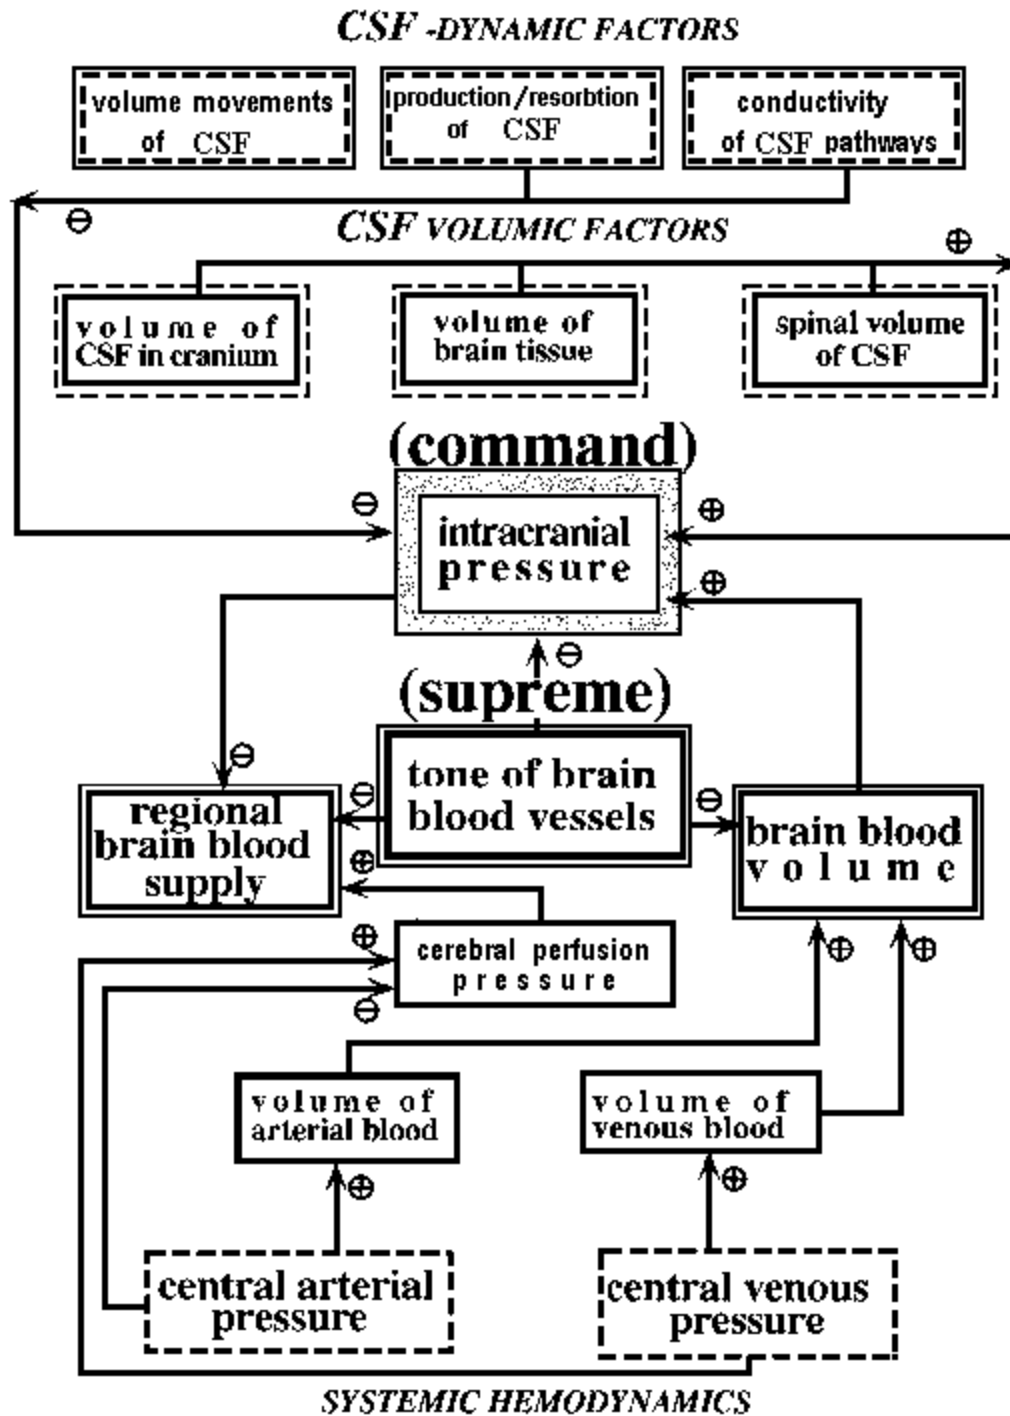 CSF -DYNAMIC FACTORS
volume movements
of CSF
production/resorbtion
of CSF
conductivity
of CSF pathways
⊖
CSF VOLUMIC FACTORS
⊕
volume of
CSF in cranium
volume of
brain tissue
spinal volume
of CSF
(command)
⊖
intracranial
pressure
⊕
⊕
⊖
(supreme)
⊖
tone of brain
blood vessels
⊖
⊖
regional
brain blood
supply
brain blood
volume
⊕
⊕
cerebral perfusion
pressure
⊖
⊕
⊕
volume of
arterial blood
volume of
venous blood
⊕
⊕
central arterial
pressure
central venous
pressure
SYSTEMIC HEMODYNAMICS